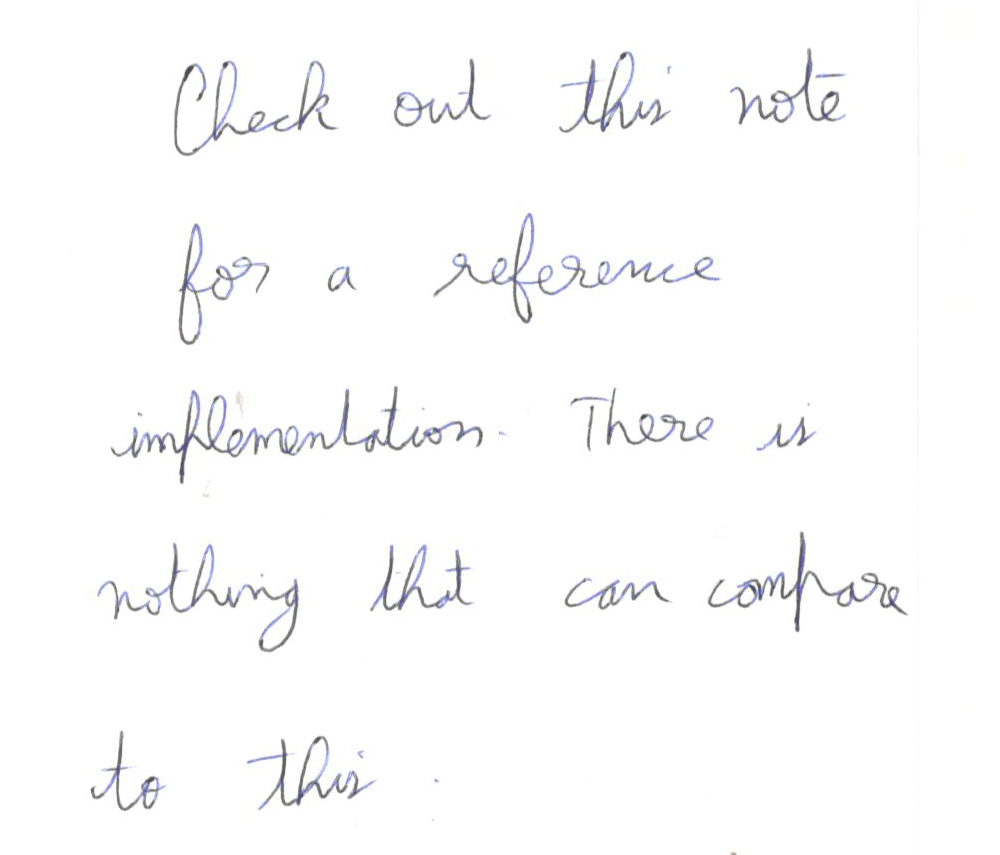 Check out this note
for a reference
implementation. There is
nothing that can compare
to this.